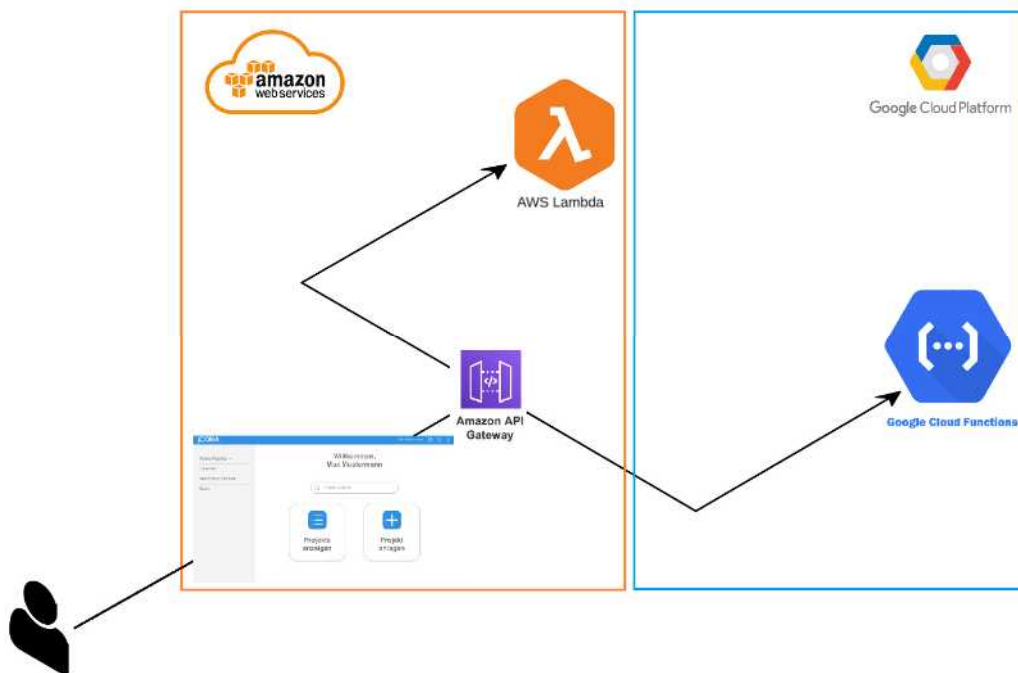 amazon
webservices
Google Cloud Platform
AWS Lambda
Amazon API
Gateway
Google Cloud Functions
Willkommen,
Max Mustermann
Projekte
anzeigen
Projekt
anlegen